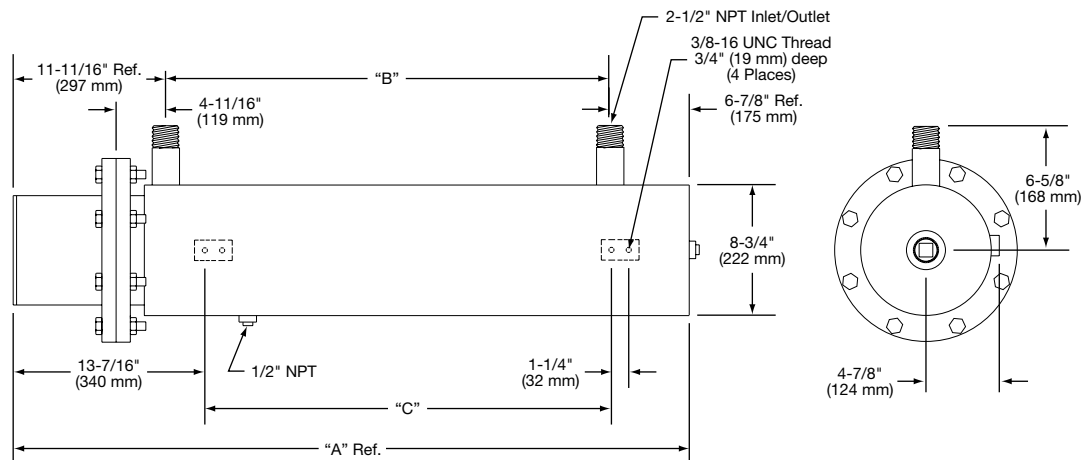 2-1/2" NPT Inlet/Outlet
3/8-16 UNC Thread
3/4" (19 mm) deep
(4 Places)
11-11/16" Ref.
(297 mm)
“B”
4-11/16"
(119 mm)
6-7/8" Ref.
(175 mm)
6-5/8"
(168 mm)
8-3/4"
(222 mm)
13-7/16"
(340 mm)
1/2" NPT
1-1/4"
(32 mm)
4-7/8"
(124 mm)
“C”
“A” Ref.